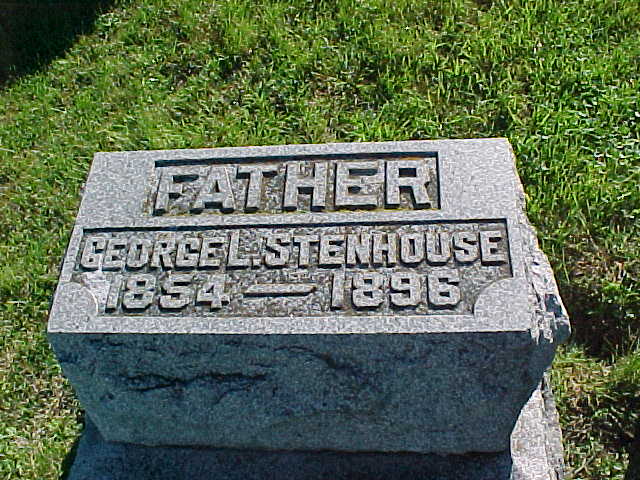 FATHER
GEORGE L. STENHOUSE
1854 — 1896